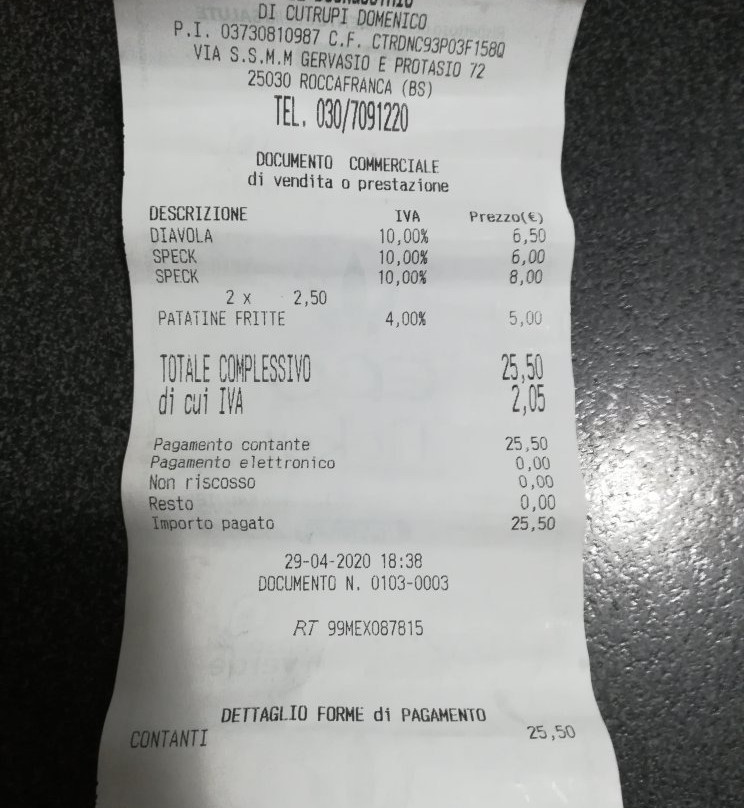 DI CUTRUPI DOMENICO
P.I. 03730810987 C.F. CTRDNC93P03F158Q
VIA S.S.M.M GERVASIO E PROTASIO 72
25030 ROCCAFRANCA (BS)
TEL. 030/7091220
DOCUMENTO COMMERCIALE
di vendita o prestazione
DESCRIZIONE IVA Prezzo(€)
DIAVOLA 10,00% 6,50
SPECK 10,00% 6,00
SPECK 10,00% 8,00
2 x 2,50
PATATINE FRITTE 4,00% 5,00
TOTALE COMPLESSIVO 25,50
di cui IVA 2,05
Pagamento contante 25,50
Pagamento elettronico 0,00
Non riscosso 0,00
Resto 0,00
Importo pagato 25,50
29-04-2020 18:38
DOCUMENTO N. 0103-0003
RT 99MEX087815
DETTAGLIO FORME di PAGAMENTO
CONTANTI 25,50